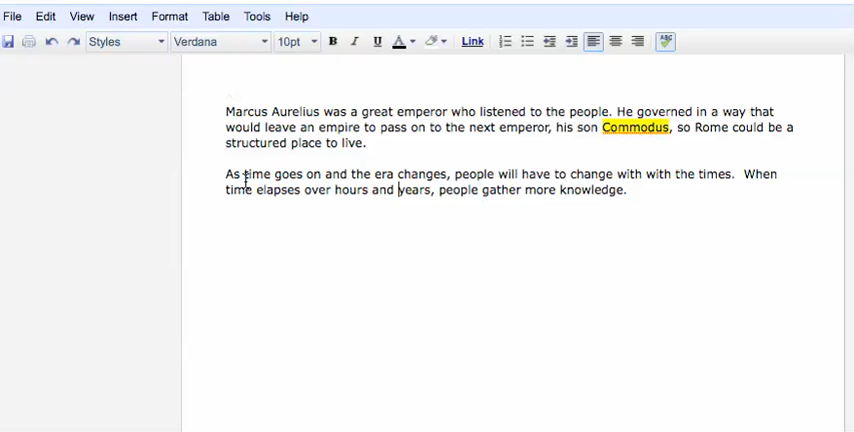 File Edit View Insert Format Table Tools Help
Styles Verdana 10pt B I U A Link ABC
Marcus Aurelius was a great emperor who listened to the people. He governed in a way that
would leave an empire to pass on to the next emperor, his son Commodus, so Rome could be a
structured place to live.
As time goes on and the era changes, people will have to change with with the times.  When
time elapses over hours and years, people gather more knowledge.